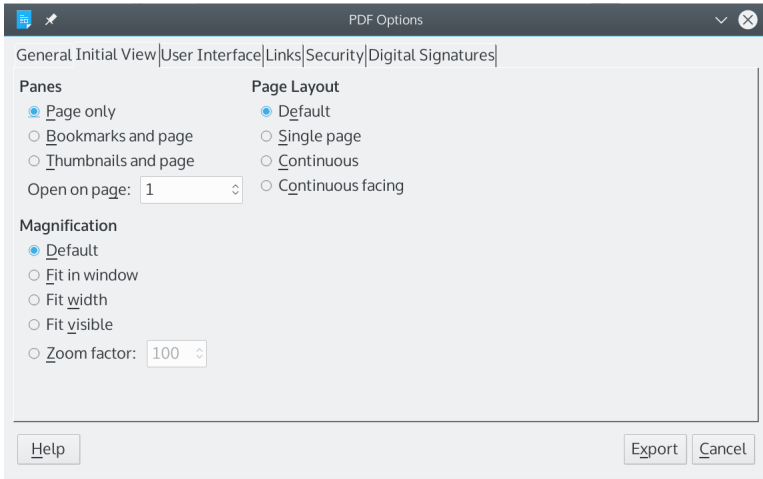 PDF Options
General Initial View User Interface Links Security Digital Signatures
Panes
Page only
Bookmarks and page
Thumbnails and page
Open on page: 1
Page Layout
Default
Single page
Continuous
Continuous facing
Magnification
Default
Fit in window
Fit width
Fit visible
Zoom factor: 100
Help Export Cancel